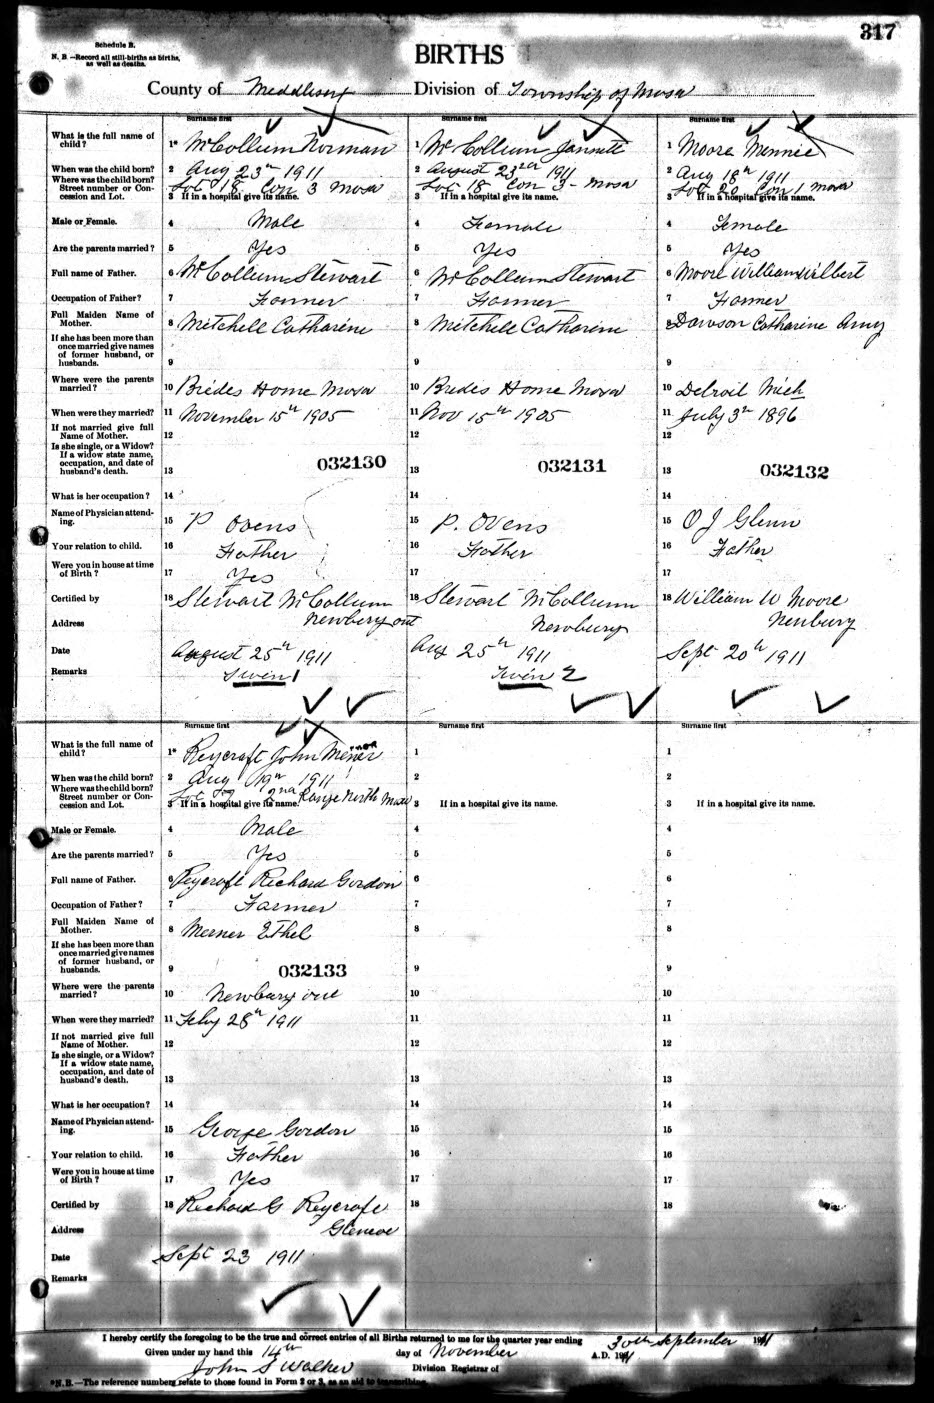 317
Schedule B.
N. B.—Record all still-births as births, as well as deaths.
BIRTHS
County of Middlesex Division of Township of Mosa
Surname first Surname first Surname first
What is the full name of child? 1* McCollum Norman 1 McCollum Jannett 1 Moore Minnie
When was the child born? 2 Aug 23rd 1911 2 August 23rd 1911 2 Aug 18th 1911
Where was the child born? Street number or Concession and Lot. Lot 18 Con 3 Mosa Lot 18 Con 3 - Mosa Lot 20 Con 1 Mosa
3 If in a hospital give its name. 3 If in a hospital give its name. 3 If in a hospital give its name.
Male or Female. 4 Male 4 Female 4 Female
Are the parents married? 5 Yes 5 Yes 5 Yes
Full name of Father. 6 McCollum Stewart 6 McCollum Stewart 6 Moore William Wilbert
Occupation of Father? 7 Farmer 7 Farmer 7 Farmer
Full Maiden Name of Mother. 8 Mitchell Catharine 8 Mitchell Catharine 8 Dawson Catharine Amy
If she has been more than once married give names of former husband, or husbands. 9 9 9
Where were the parents married? 10 Brides Home Mosa 10 Brides Home Mosa 10 Detroit Mich
When were they married? 11 November 15th 1905 11 Nov 15th 1905 11 July 3rd 1896
If not married give full Name of Mother. 12 12 12
Is she single, or a Widow? If a widow state name, occupation, and date of husband's death. 13 032130 13 032131 13 032132
What is her occupation? 14 14 14
Name of Physician attending. 15 P Ovens 15 P. Ovens 15 O J Glenn
Your relation to child. 16 Father 16 Father 16 Father
Were you in house at time of Birth? 17 Yes 17 17
Certified by 18 Stewart McCollum 18 Stewart McCollum 18 William W Moore
Address Newbury Ont Newbury Newbury
Date August 25th 1911 Aug 25th 1911 Sept 20th 1911
Remarks Twin 1 Twin 2
Surname first Surname first Surname first
What is the full name of child? 1* Reycraft John Merner 1 1
When was the child born? 2 Aug 19th 1911 2 2
Where was the child born? Street number or Concession and Lot. Lot 2nd Range North Mosa
3 If in a hospital give its name. 3 If in a hospital give its name. 3 If in a hospital give its name.
Male or Female. 4 Male 4 4
Are the parents married? 5 Yes 5 5
Full name of Father. 6 Reycraft Richard Gordon 6 6
Occupation of Father? 7 Farmer 7 7
Full Maiden Name of Mother. 8 Merner Ethel 8 8
If she has been more than once married give names of former husband, or husbands. 9 032133 9 9
Where were the parents married? 10 Newbury Ont 10 10
When were they married? 11 Feby 28th 1911 11 11
If not married give full Name of Mother. 12 12 12
Is she single, or a Widow? If a widow state name, occupation, and date of husband's death. 13 13 13
What is her occupation? 14 14 14
Name of Physician attending. 15 George Gordon 15 15
Your relation to child. 16 Father 16 16
Were you in house at time of Birth? 17 Yes 17 17
Certified by 18 Richard G Reycraft 18 18
Address Glencoe
Date Sept 23 1911
Remarks
I hereby certify the foregoing to be the true and correct entries of all Births returned to me for the quarter year ending 30th September 1911
Given under my hand this 14th day of November A.D. 1911
John S Walker Division Registrar of
*N.B.—The reference numbers relate to those found in Form 2 or 3, as an aid to transcribing.